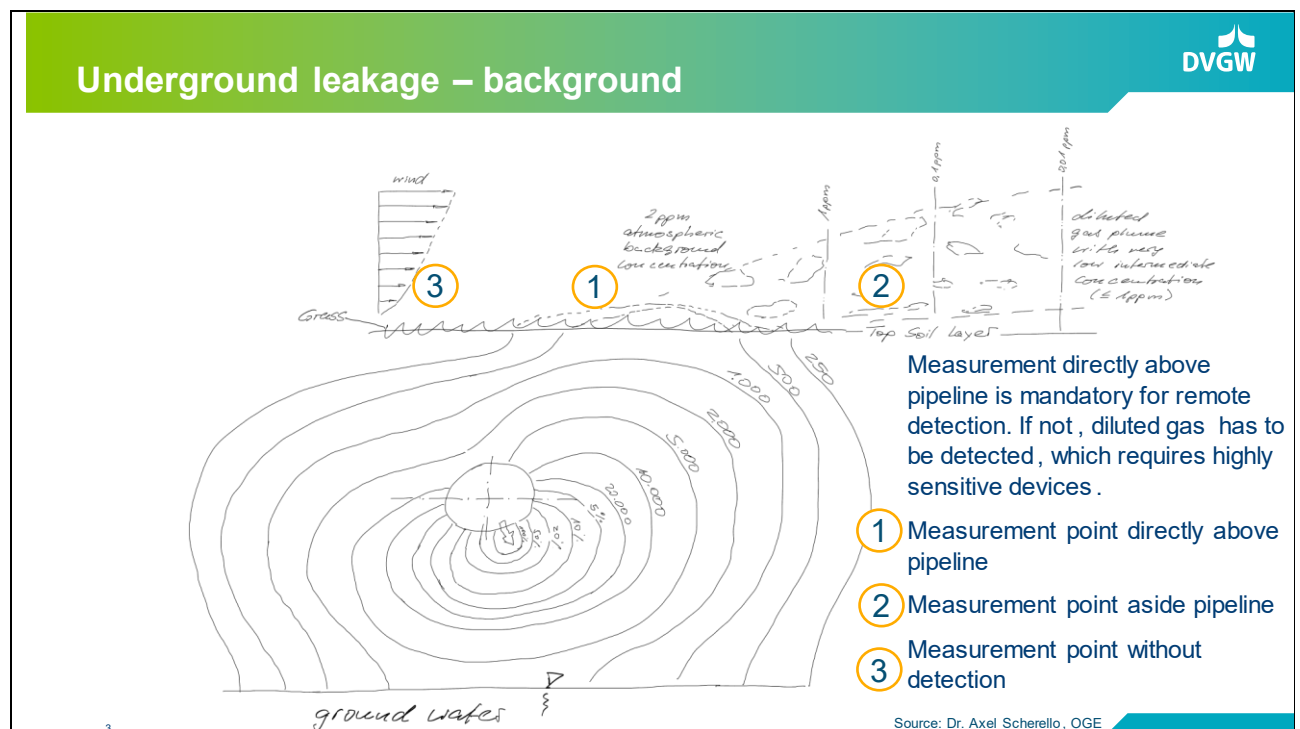 Underground leakage – background
DVGW
wind
2ppm
atmospheric
background
concentration
1ppm
0,1ppm
0,01ppm
diluted
gas plume
with very
low intermediate
concentration
(≤ 1ppm)
3
1
2
Grass
Top Soil Layer
250
500
1.000
2.000
5.000
10.000
20.000
ground water
Measurement directly above
pipeline is mandatory for remote
detection. If not, diluted gas has to
be detected, which requires highly
sensitive devices.
1 Measurement point directly above
pipeline
2 Measurement point aside pipeline
3 Measurement point without
detection
3
Source: Dr. Axel Scherello, OGE